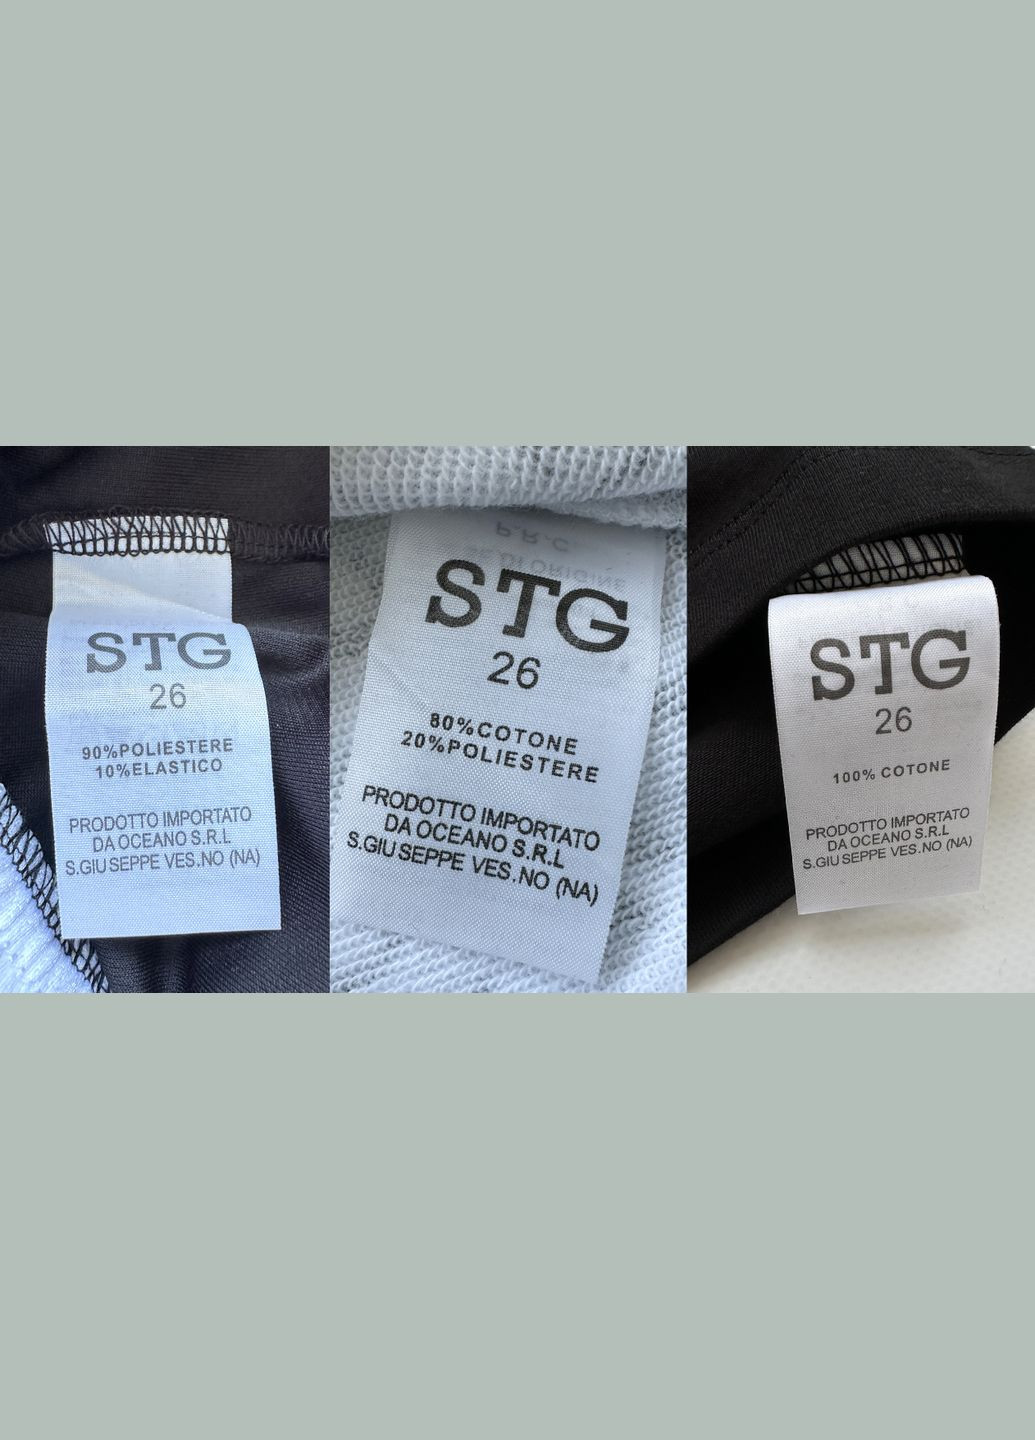 STG
26
90%POLIESTERE
10%ELASTICO
PRODOTTO IMPORTATO
DA OCEANO S.R.L
S.GIU SEPPE VES.NO (NA)
P.R.C
STG
26
80%COTONE
20%POLIESTERE
PRODOTTO IMPORTATO
DA OCEANO S.R.L
S.GIU SEPPE VES.NO (NA)
STG
26
100% COTONE
PRODOTTO IMPORTATO
DA OCEANO S.R.L
S.GIU SEPPE VES.NO (NA)